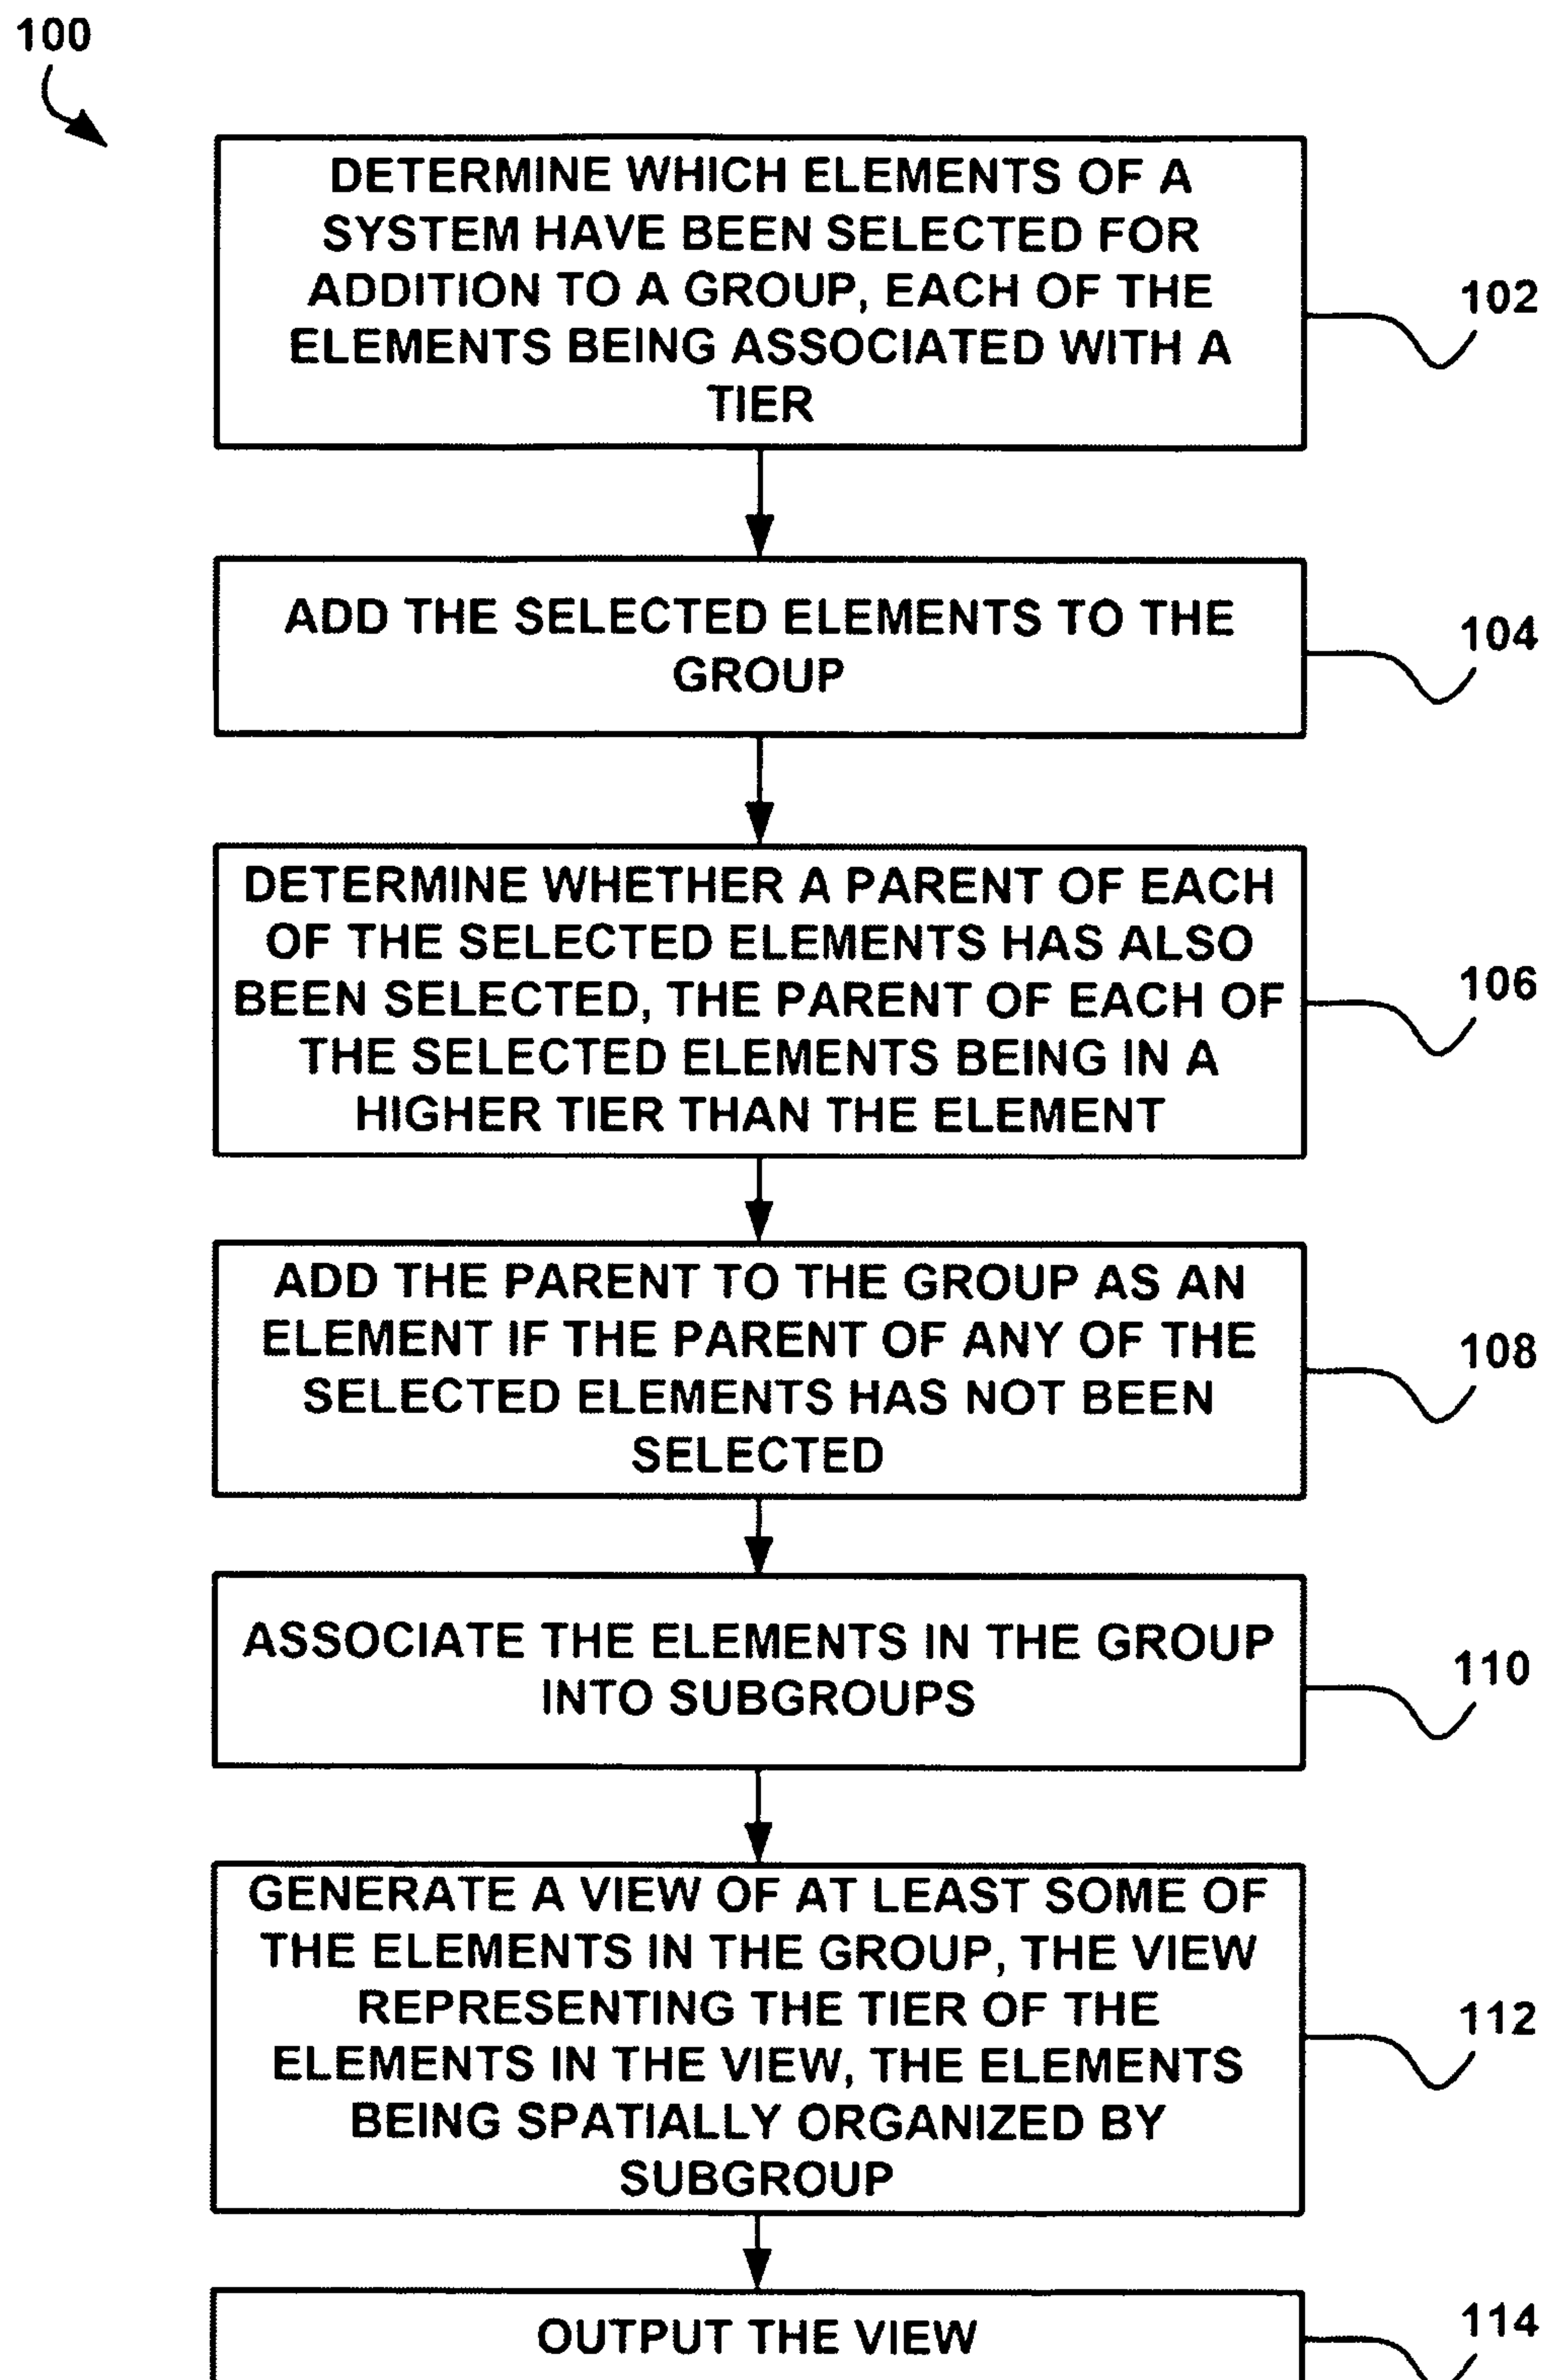 100
DETERMINE WHICH ELEMENTS OF A
SYSTEM HAVE BEEN SELECTED FOR
ADDITION TO A GROUP, EACH OF THE
ELEMENTS BEING ASSOCIATED WITH A
TIER
102
ADD THE SELECTED ELEMENTS TO THE
GROUP
104
DETERMINE WHETHER A PARENT OF EACH
OF THE SELECTED ELEMENTS HAS ALSO
BEEN SELECTED, THE PARENT OF EACH OF
THE SELECTED ELEMENTS BEING IN A
HIGHER TIER THAN THE ELEMENT
106
ADD THE PARENT TO THE GROUP AS AN
ELEMENT IF THE PARENT OF ANY OF THE
SELECTED ELEMENTS HAS NOT BEEN
SELECTED
108
ASSOCIATE THE ELEMENTS IN THE GROUP
INTO SUBGROUPS
110
GENERATE A VIEW OF AT LEAST SOME OF
THE ELEMENTS IN THE GROUP, THE VIEW
REPRESENTING THE TIER OF THE
ELEMENTS IN THE VIEW, THE ELEMENTS
BEING SPATIALLY ORGANIZED BY
SUBGROUP
112
OUTPUT THE VIEW
114